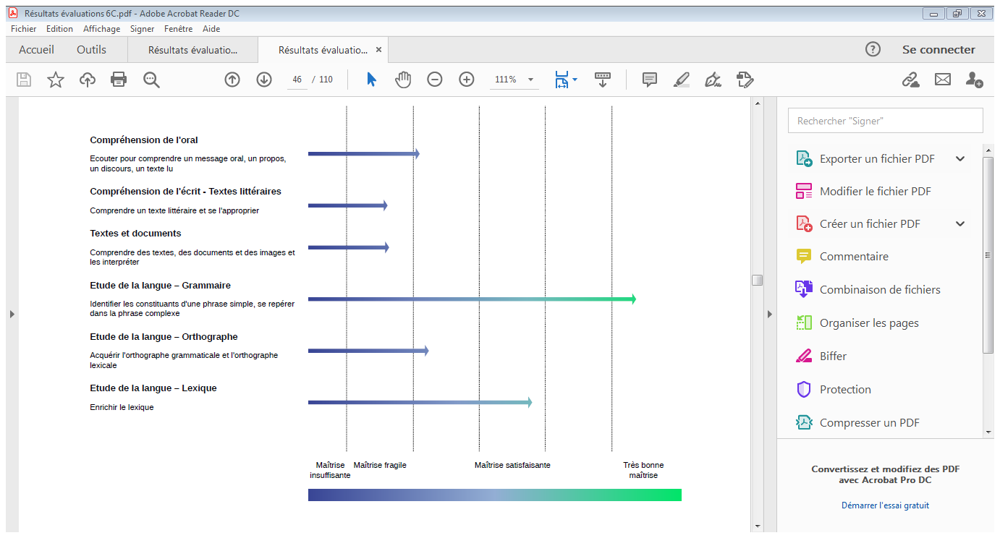 Résultats évaluations 6C.pdf - Adobe Acrobat Reader DC
Fichier Edition Affichage Signer Fenêtre Aide
Accueil Outils Résultats évaluatio... Résultats évaluatio... × Se connecter
46 / 110 111%
Compréhension de l'oral
Ecouter pour comprendre un message oral, un propos,
un discours, un texte lu
Compréhension de l'écrit - Textes littéraires
Comprendre un texte littéraire et se l'approprier
Textes et documents
Comprendre des textes, des documents et des images et
les interpréter
Etude de la langue – Grammaire
Identifier les constituants d'une phrase simple, se repérer
dans la phrase complexe
Etude de la langue – Orthographe
Acquérir l'orthographe grammaticale et l'orthographe
lexicale
Etude de la langue – Lexique
Enrichir le lexique
Maîtrise
insuffisante
Maîtrise fragile
Maîtrise satisfaisante
Très bonne
maîtrise
Rechercher "Signer"
Exporter un fichier PDF
Modifier le fichier PDF
Créer un fichier PDF
Commentaire
Combinaison de fichiers
Organiser les pages
Biffer
Protection
Compresser un PDF
Convertissez et modifiez des PDF
avec Acrobat Pro DC
Démarrer l'essai gratuit